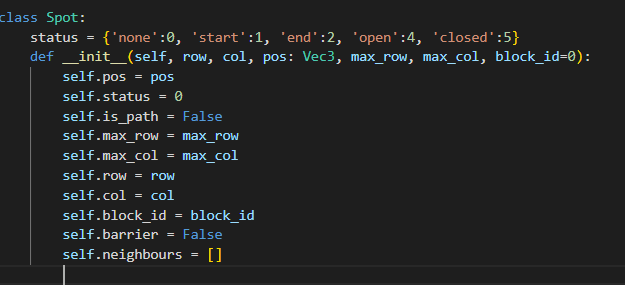 class Spot:
    status = {'none':0, 'start':1, 'end':2, 'open':4, 'closed':5}
    def __init__(self, row, col, pos: Vec3, max_row, max_col, block_id=0):
        self.pos = pos
        self.status = 0
        self.is_path = False
        self.max_row = max_row
        self.max_col = max_col
        self.row = row
        self.col = col
        self.block_id = block_id
        self.barrier = False
        self.neighbours = []